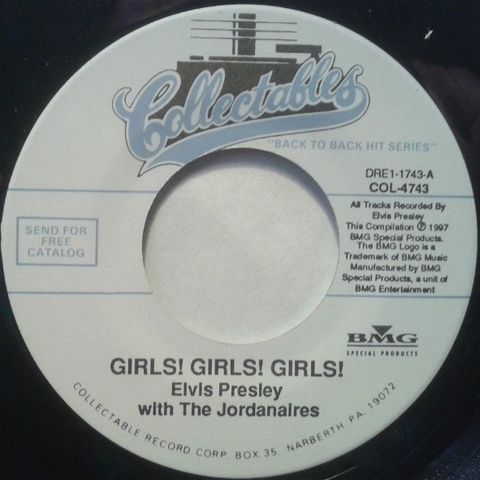 Collectables
"BACK TO BACK HIT SERIES"
DRE1-1743-A
COL-4743
All Tracks Recorded By
Elvis Presley
This Compilation ℗ 1997
BMG Special Products.
The BMG Logo is a
Trademark of BMG Music
Manufactured by BMG
Special Products, a unit of
BMG Entertainment
SEND FOR
FREE
CATALOG
BMG
SPECIAL PRODUCTS
GIRLS! GIRLS! GIRLS!
Elvis Presley
with The Jordanaires
COLLECTABLE RECORD CORP. BOX 35, NARBERTH, PA. 19072